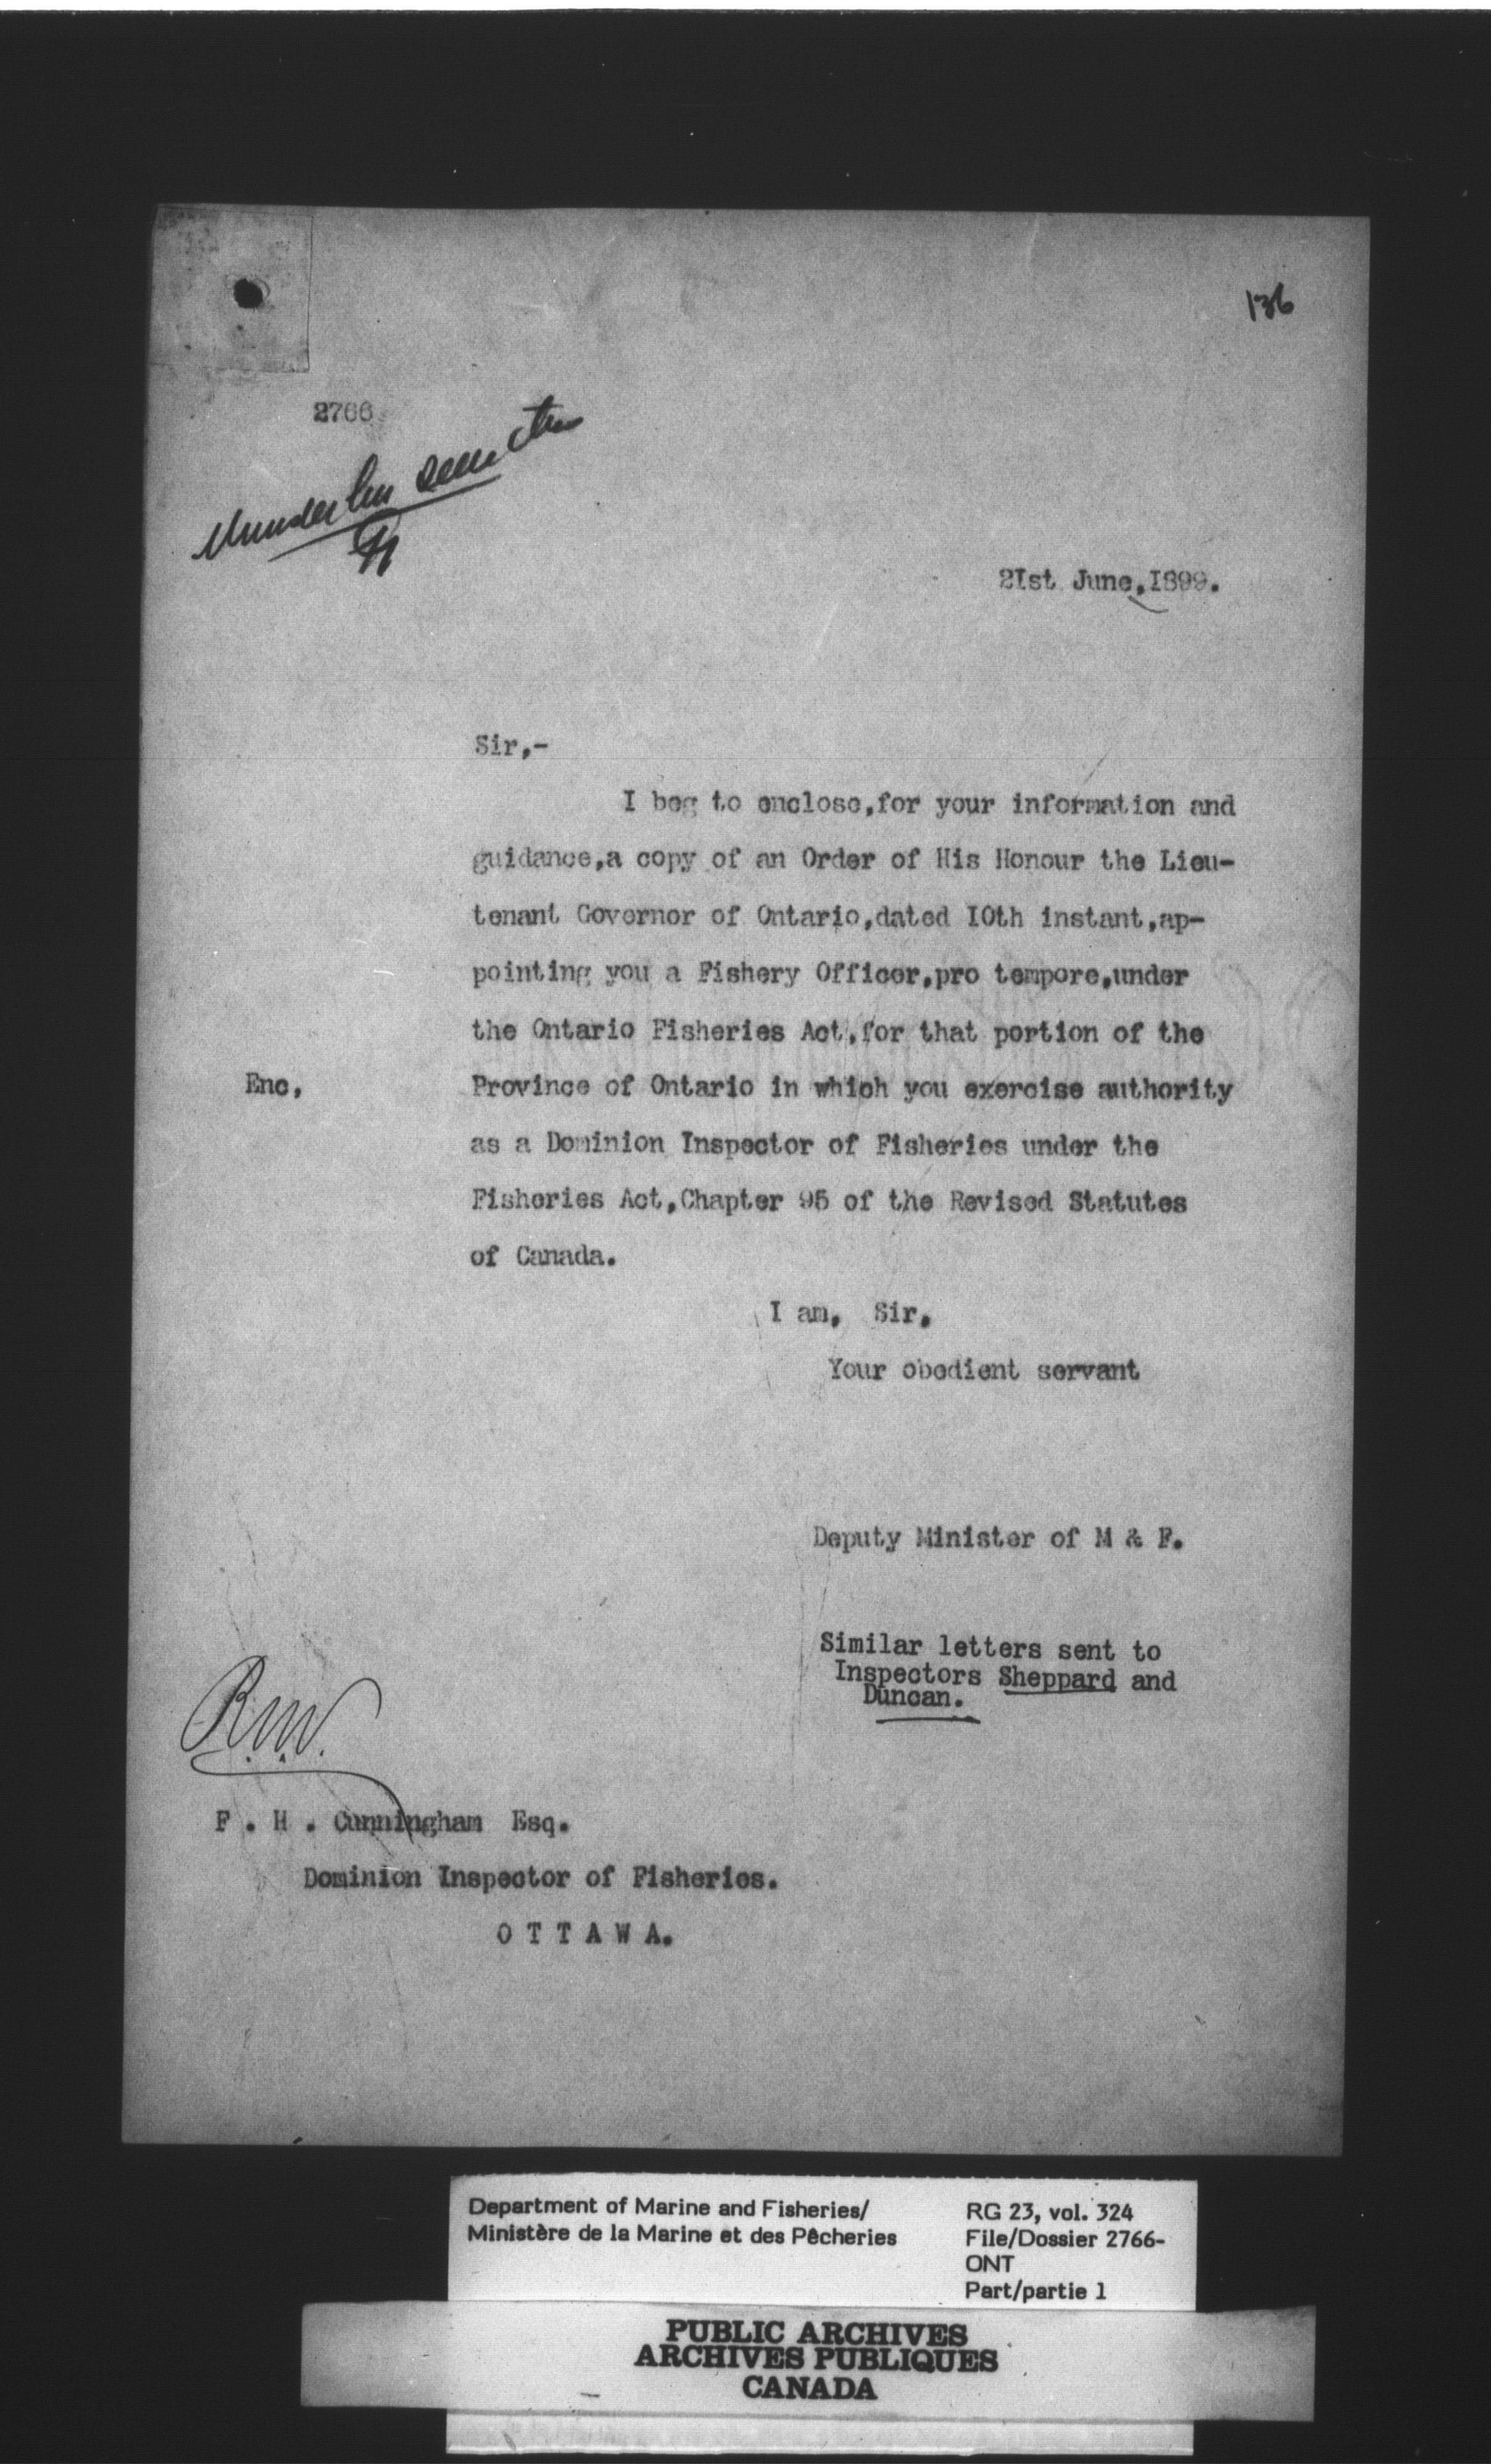 136
2766
21st June,1899.
Sir,-
I beg to enclose,for your information and
guidance,a copy of an Order of His Honour the Lieu-
tenant Governor of Ontario,dated 10th instant,ap-
pointing you a Fishery Officer,pro tempore,under
the Ontario Fisheries Act,for that portion of the
Enc, Province of Ontario in which you exercise authority
as a Dominion Inspector of Fisheries under the
Fisheries Act,Chapter 95 of the Revised Statutes
of Canada.
I am, Sir,
Your obedient servant
Deputy Minister of M & F.
Similar letters sent to
Inspectors Sheppard and
Duncan.
F . H . Cunningham Esq.
Dominion Inspector of Fisheries.
O T T A W A.
Department of Marine and Fisheries/
Ministère de la Marine et des Pêcheries
RG 23, vol. 324
File/Dossier 2766-
ONT
Part/partie 1
PUBLIC ARCHIVES
ARCHIVES PUBLIQUES
CANADA